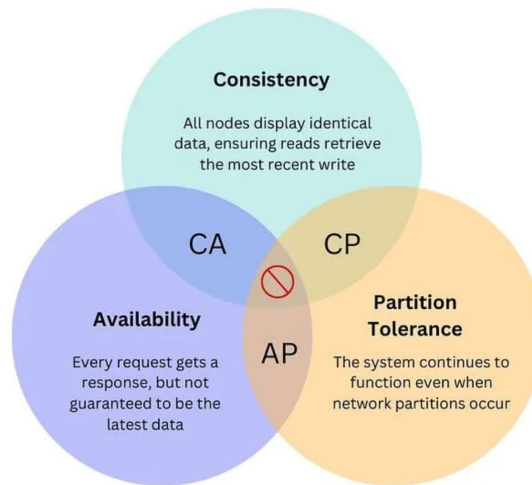 Consistency
All nodes display identical
data, ensuring reads retrieve
the most recent write
CA
CP
Availability
Every request gets a
response, but not
guaranteed to be the
latest data
AP
Partition
Tolerance
The system continues to
function even when
network partitions occur